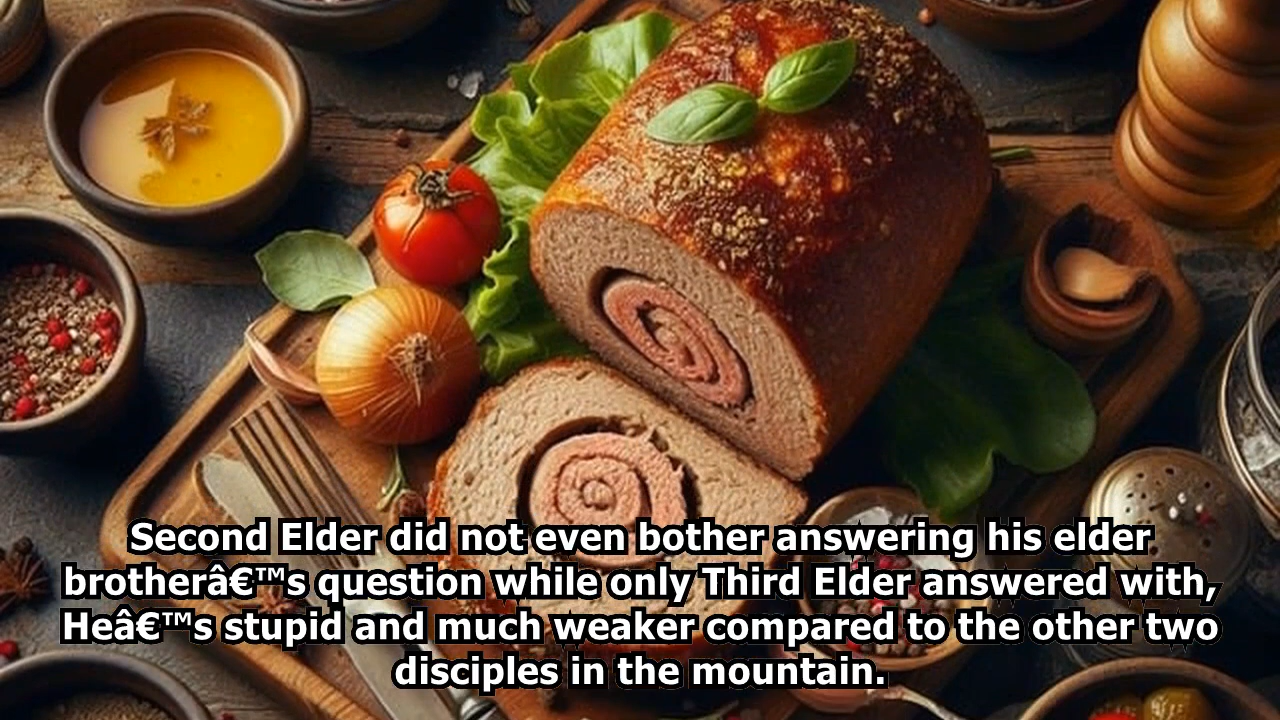 Second Elder did not even bother answering his elder
brotherâ€™s question while only Third Elder answered with,
Heâ€™s stupid and much weaker compared to the other two
disciples in the mountain.